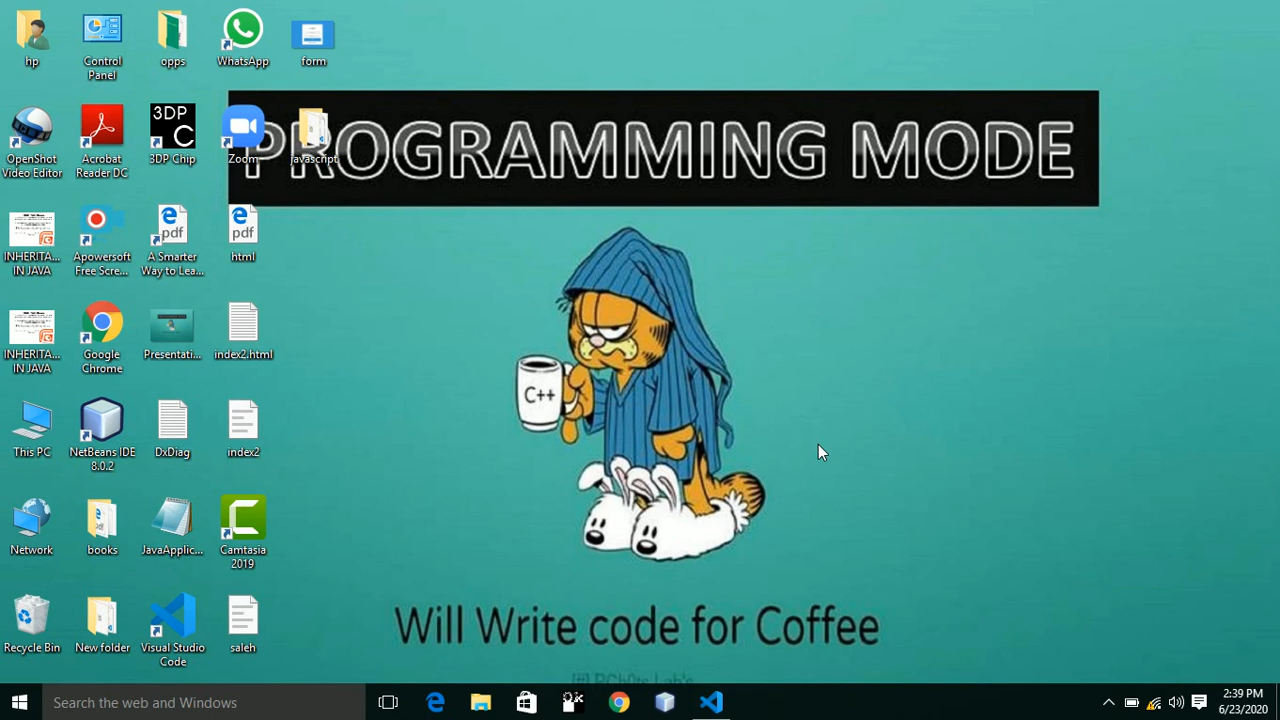 hp
Control
Panel
opps
WhatsApp
form
OpenShot
Video Editor
Acrobat
Reader DC
3DP
C
3DP Chip
Zoom
javascript
PROGRAMMING MODE
INHERITA...
IN JAVA
Apowersoft
Free Scre...
pdf
A Smarter
Way to Lea...
pdf
html
INHERITA...
IN JAVA
Google
Chrome
Presentati...
index2.html
C++
This PC
NetBeans IDE
8.0.2
DxDiag
index2
Network
books
JavaApplic...
Camtasia
2019
Recycle Bin
New folder
Visual Studio
Code
saleh
Will Write code for Coffee
Search the web and Windows
2:39 PM
6/23/2020